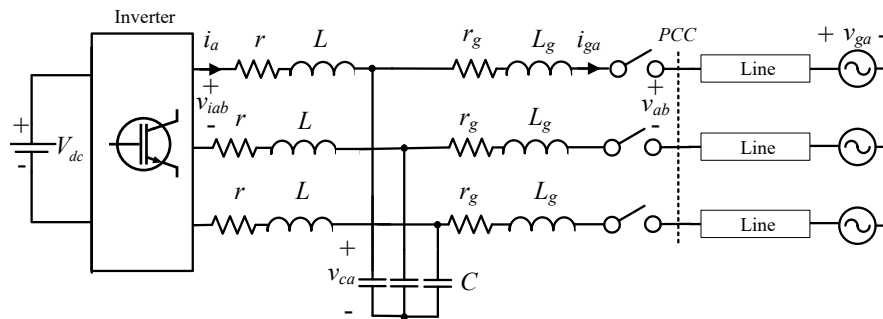 Inverter
i_a r L r_g L_g i_ga PCC + v_ga -
+ v_iab - + v_ab -
Line
+ V_dc -
r L r_g L_g
Line
r L r_g L_g
Line
+ v_ca - C